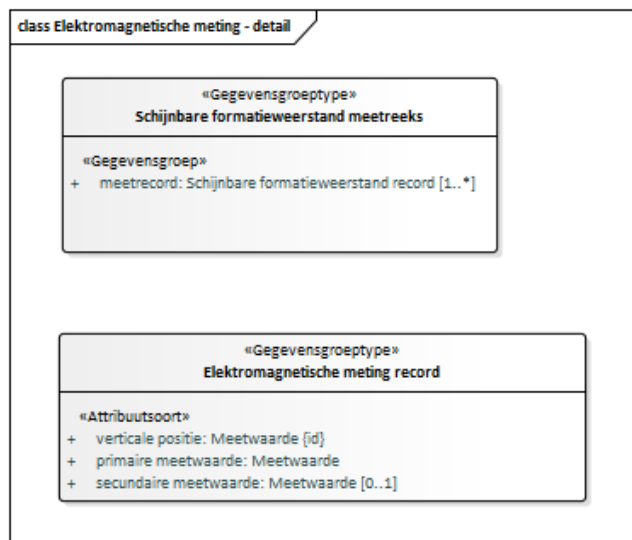 class Elektromagnetische meting - detail
«Gegevensgroeptype»
Schijnbare formatieweerstand meetreeks
«Gegevensgroep»
+ meetrecord: Schijnbare formatieweerstand record [1..*]
«Gegevensgroeptype»
Elektromagnetische meting record
«Attribuutsoort»
+ verticale positie: Meetwaarde {id}
+ primaire meetwaarde: Meetwaarde
+ secundaire meetwaarde: Meetwaarde [0..1]